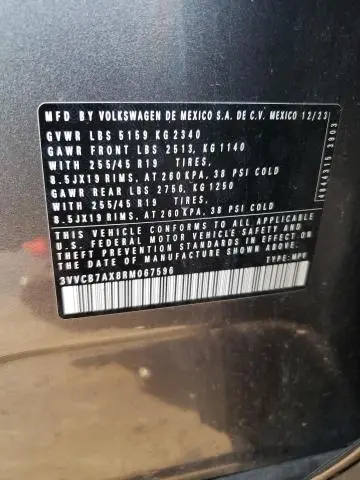 MFD BY VOLKSWAGEN DE MEXICO S.A. DE C.V. MEXICO 12/23
GVWR LBS 5159 KG 2340
GAWR FRONT LBS 2513, KG 1140
WITH 255/45 R19 TIRES,
8.5JX19 RIMS, AT 260 KPA, 38 PSI COLD
GAWR REAR LBS 2756, KG 1250
WITH 255/45 R19 TIRES,
8.5JX19 RIMS, AT 260 KPA, 38 PSI COLD
THIS VEHICLE CONFORMS TO ALL APPLICABLE
U.S. FEDERAL MOTOR VEHICLE SAFETY AND
THEFT PREVENTION STANDARDS IN EFFECT ON
THE DATE OF MANUFACTURE SHOWN ABOVE
3VVCB7AX8RM067596 TYPE: MPV
4944315 3903